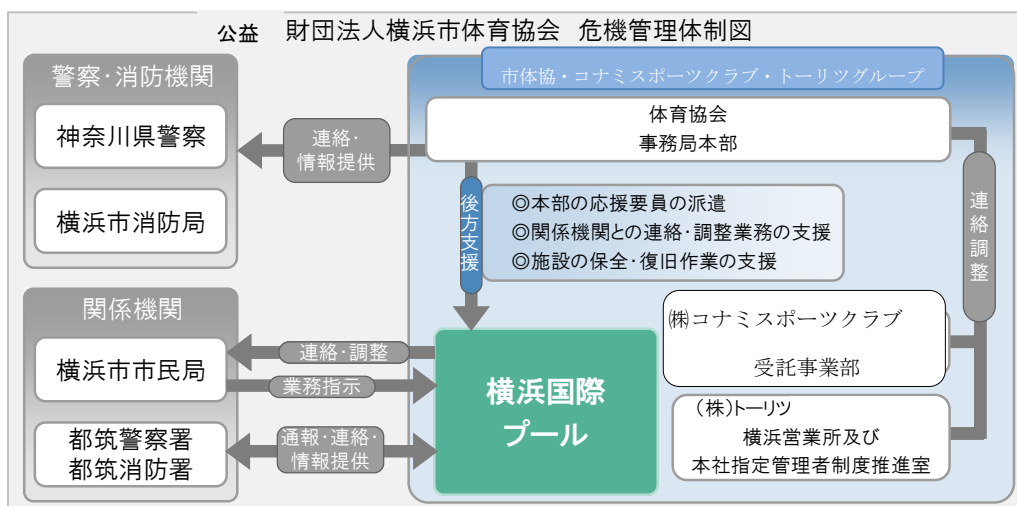 公益 財団法人横浜市体育協会 危機管理体制図
警察・消防機関
神奈川県警察
横浜市消防局
連絡・
情報提供
市体協・コナミスポーツクラブ・トーリツグループ
体育協会
事務局本部
後方支援
◎本部の応援要員の派遣
◎関係機関との連絡・調整業務の支援
◎施設の保全・復旧作業の支援
連絡調整
関係機関
横浜市市民局
都筑警察署
都筑消防署
連絡・調整
業務指示
通報・連絡・
情報提供
横浜国際
プール
㈱コナミスポーツクラブ
受託事業部
(株)トーリツ
横浜営業所及び
本社指定管理者制度推進室